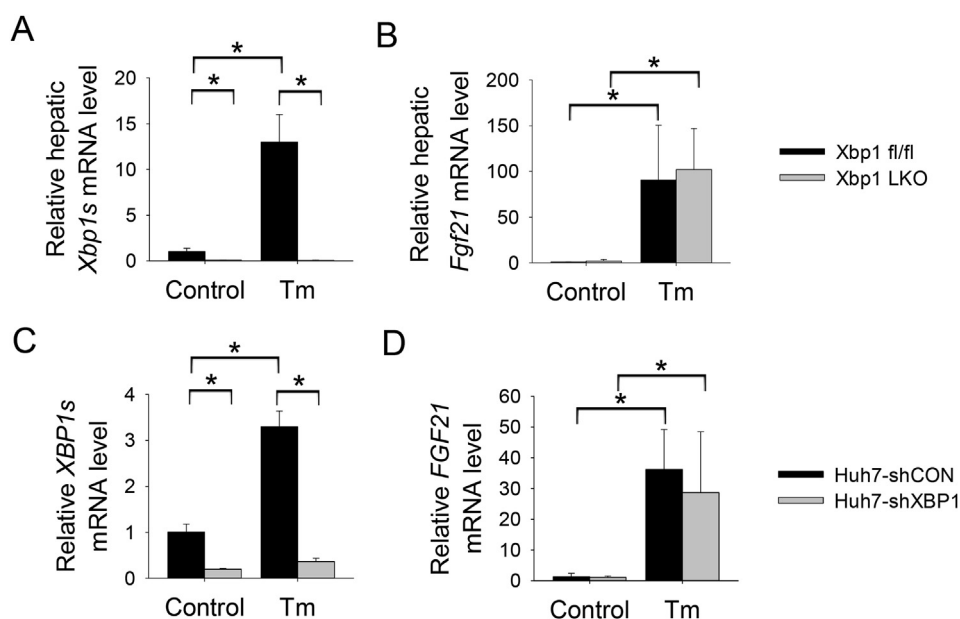 A
*
*
*
Relative hepatic
Xbp1s mRNA level
20
15
10
5
0
Control
Tm
B
*
*
Relative hepatic
Fgf21 mRNA level
200
150
100
50
0
Control
Tm
Xbp1 fl/fl
Xbp1 LKO
C
*
*
*
Relative XBP1s
mRNA level
4
3
2
1
0
Control
Tm
D
*
*
Relative FGF21
mRNA level
60
50
40
30
20
10
0
Control
Tm
Huh7-shCON
Huh7-shXBP1